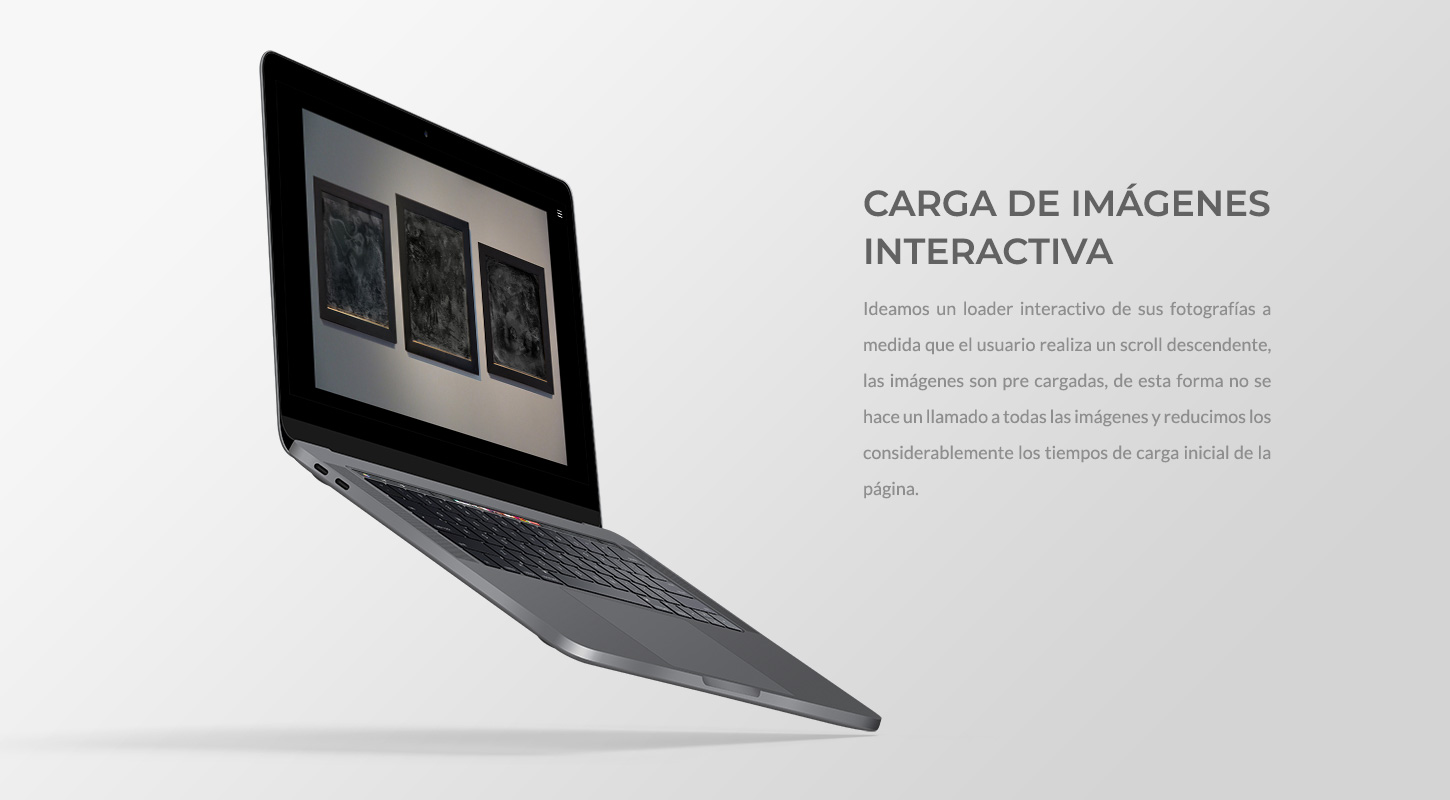 CARGA DE IMÁGENES
INTERACTIVA
Ideamos un loader interactivo de sus fotografías a
medida que el usuario realiza un scroll descendente,
las imágenes son pre cargadas, de esta forma no se
hace un llamado a todas las imágenes y reducimos los
considerablemente los tiempos de carga inicial de la
página.